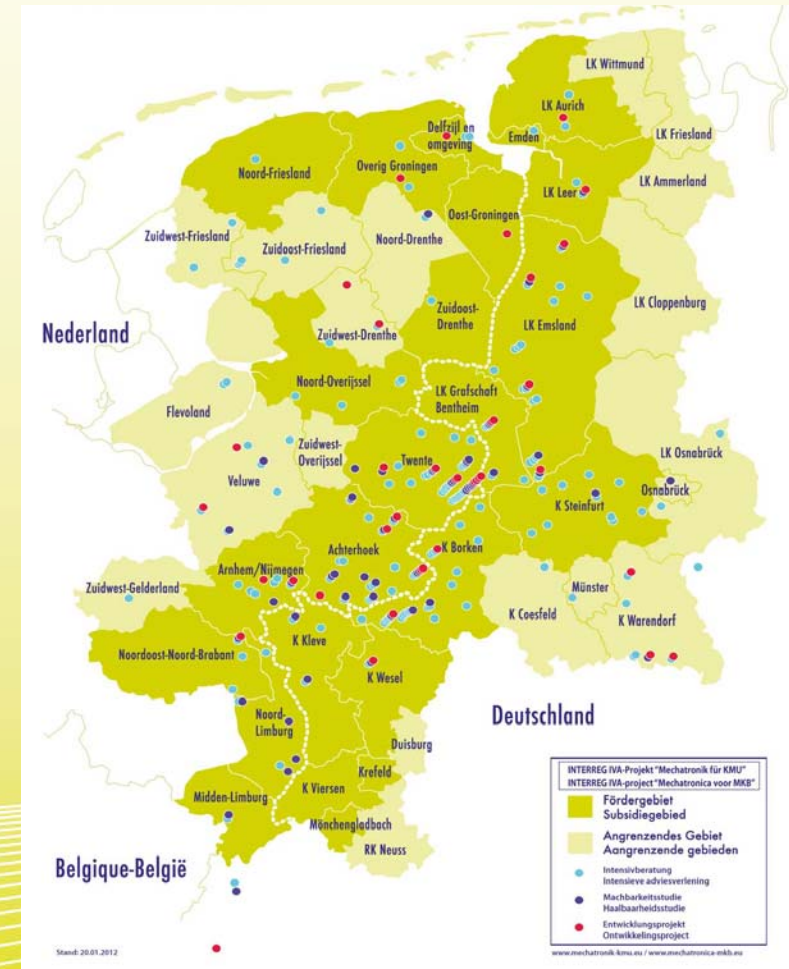 LK Wittmund
LK Aurich
LK Friesland
Emden
Delfzijl en
omgeving
Noord-Friesland
Overig Groningen
LK Leer
LK Ammerland
Oost-Groningen
Zuidwest-Friesland
Zuidoost-Friesland
Noord-Drenthe
LK Cloppenburg
Zuidoost-
Drenthe
LK Emsland
Nederland
Zuidwest-Drenthe
Noord-Overijssel
LK Grafschaft
Bentheim
Flevoland
Zuidwest-
Overijssel
Twente
LK Osnabrück
Veluwe
Osnabrück
K Steinfurt
Achterhoek
K Borken
Arnhem/Nijmegen
Zuidwest-Gelderland
Münster
K Coesfeld
K Warendorf
K Kleve
Noordoost-Noord-Brabant
K Wesel
Deutschland
Noord-
Limburg
Duisburg
Krefeld
K Viersen
Midden-Limburg
Mönchengladbach
RK Neuss
Belgique-België
INTERREG IVA-Projekt "Mechatronik für KMU"
INTERREG IVA-project "Mechatronica voor MKB"
Fördergebiet
Subsidiegebied
Angrenzendes Gebiet
Aangrenzende gebieden
Intensivberatung
Intensieve adviesverlening
Machbarkeitsstudie
Haalbaarheidsstudie
Entwicklungsprojekt
Ontwikkelingsproject
Stand: 20.01.2012
www.mechatronik-kmu.eu / www.mechatronica-mkb.eu